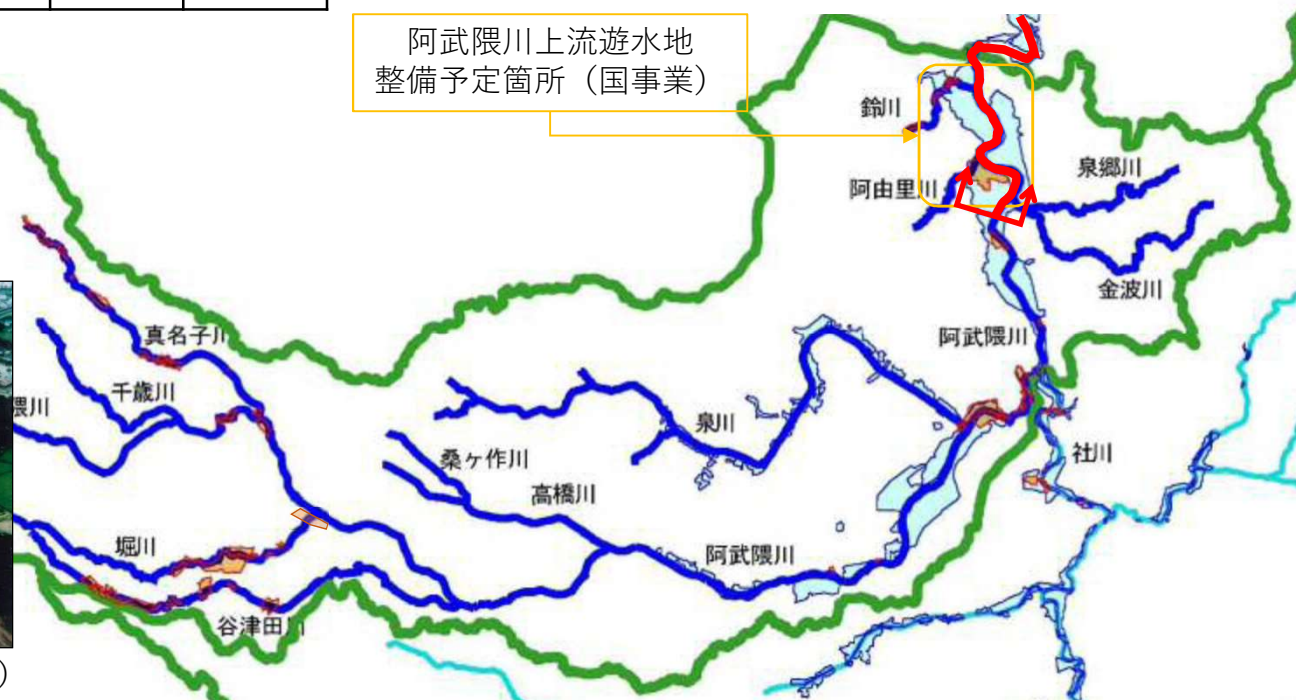 阿武隈川上流遊水地
整備予定箇所（国事業）
鈴川
阿由里川
泉郷川
金波川
阿武隈川
真名子川
千歳川
隈川
泉川
桑ヶ作川
高橋川
社川
堀川
阿武隈川
谷津田川
）